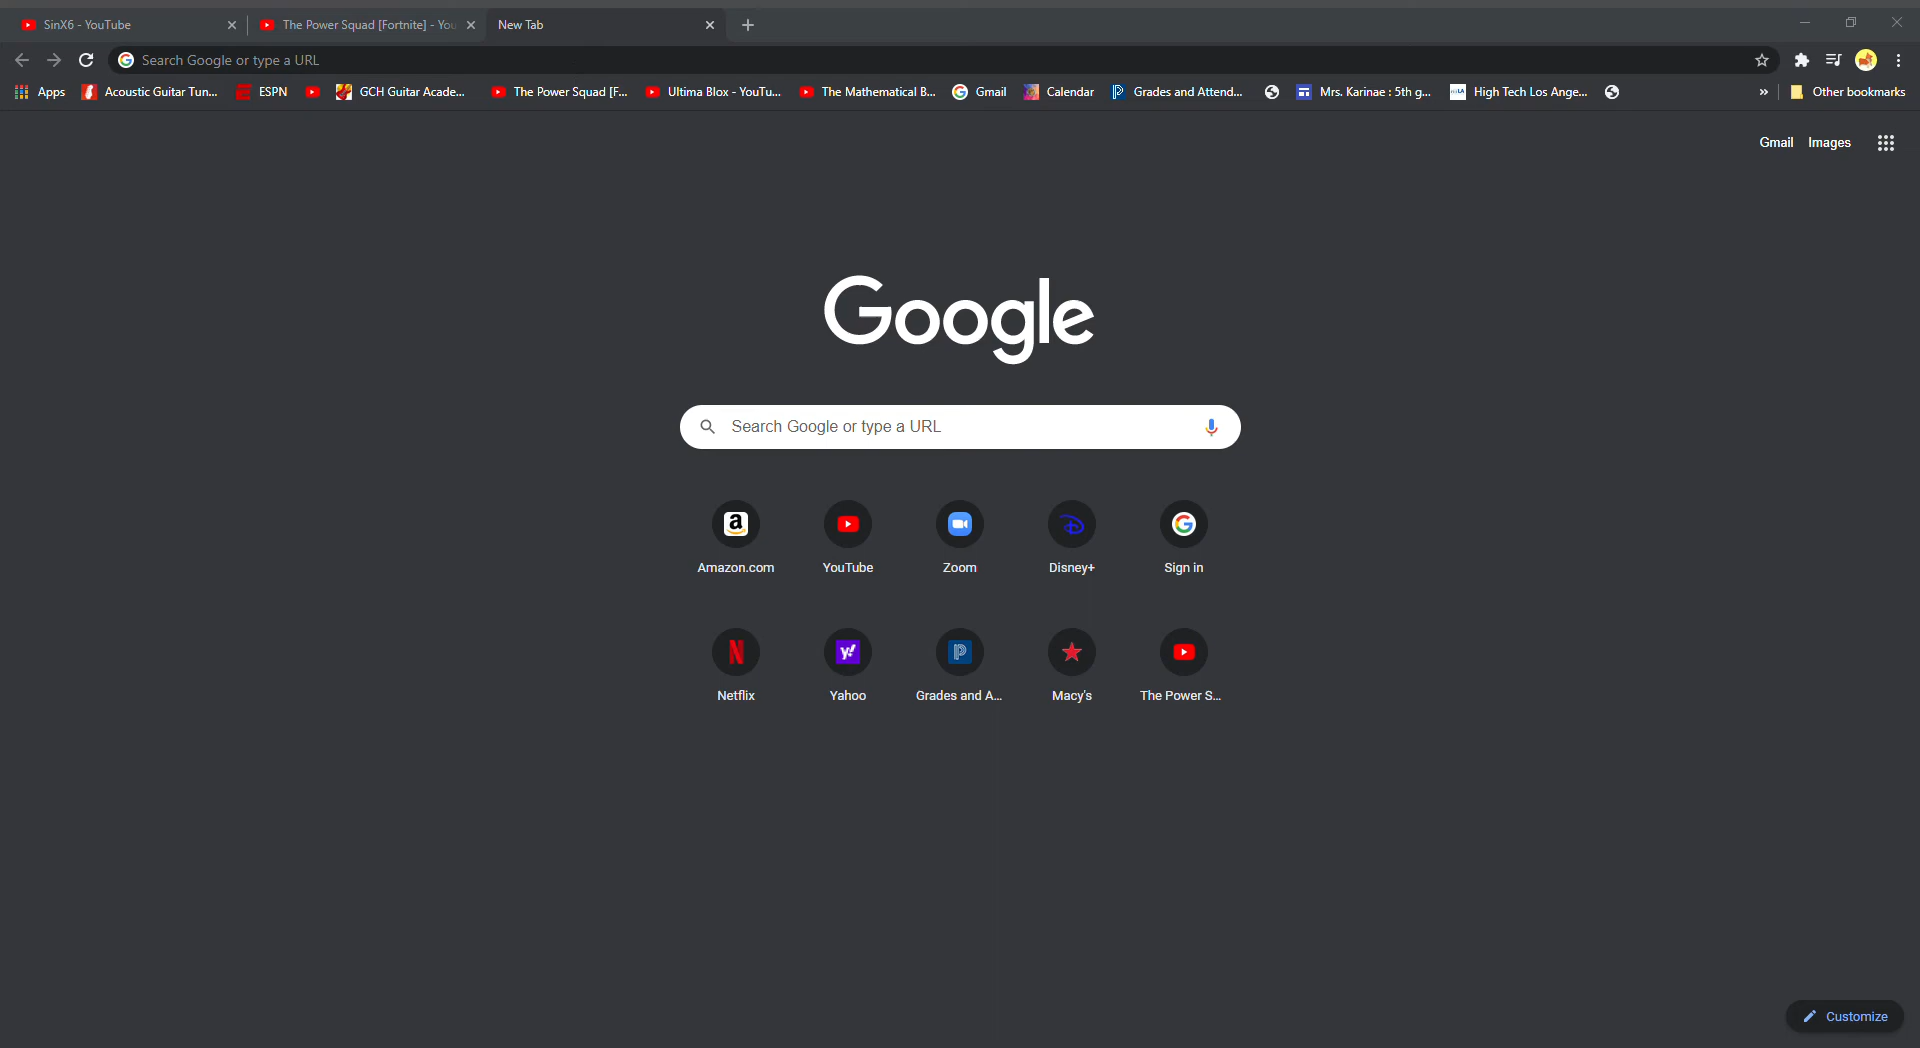 SinX6 - YouTube
The Power Squad [Fortnite] - You
New Tab
Search Google or type a URL
Apps
Acoustic Guitar Tun...
ESPN
GCH Guitar Acade...
The Power Squad [F...
Ultima Blox - YouTu...
The Mathematical B...
Gmail
Calendar
Grades and Attend...
Mrs. Karinae : 5th g...
High Tech Los Ange...
Other bookmarks
Gmail
Images
Google
Search Google or type a URL
Amazon.com
YouTube
Zoom
Disney+
Sign in
Netflix
Yahoo
Grades and A...
Macy's
The Power S...
Customize